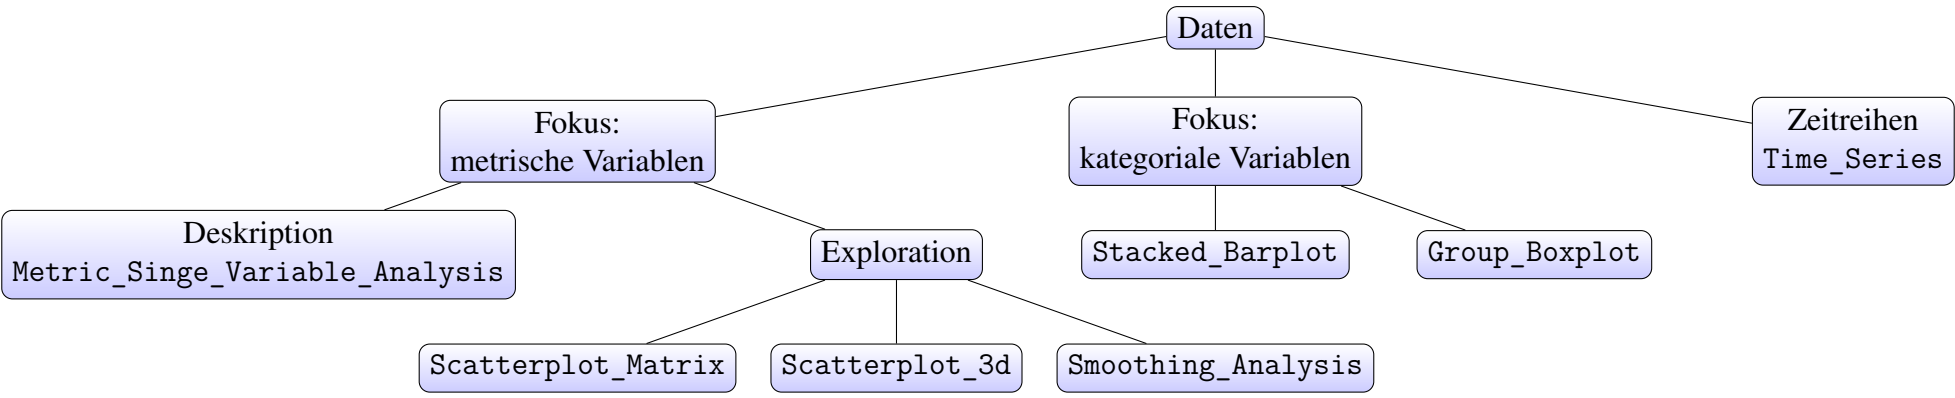 Daten
Fokus:
metrische Variablen
Fokus:
kategoriale Variablen
Zeitreihen
Time_Series
Deskription
Metric_Singe_Variable_Analysis
Exploration
Stacked_Barplot
Group_Boxplot
Scatterplot_Matrix
Scatterplot_3d
Smoothing_Analysis